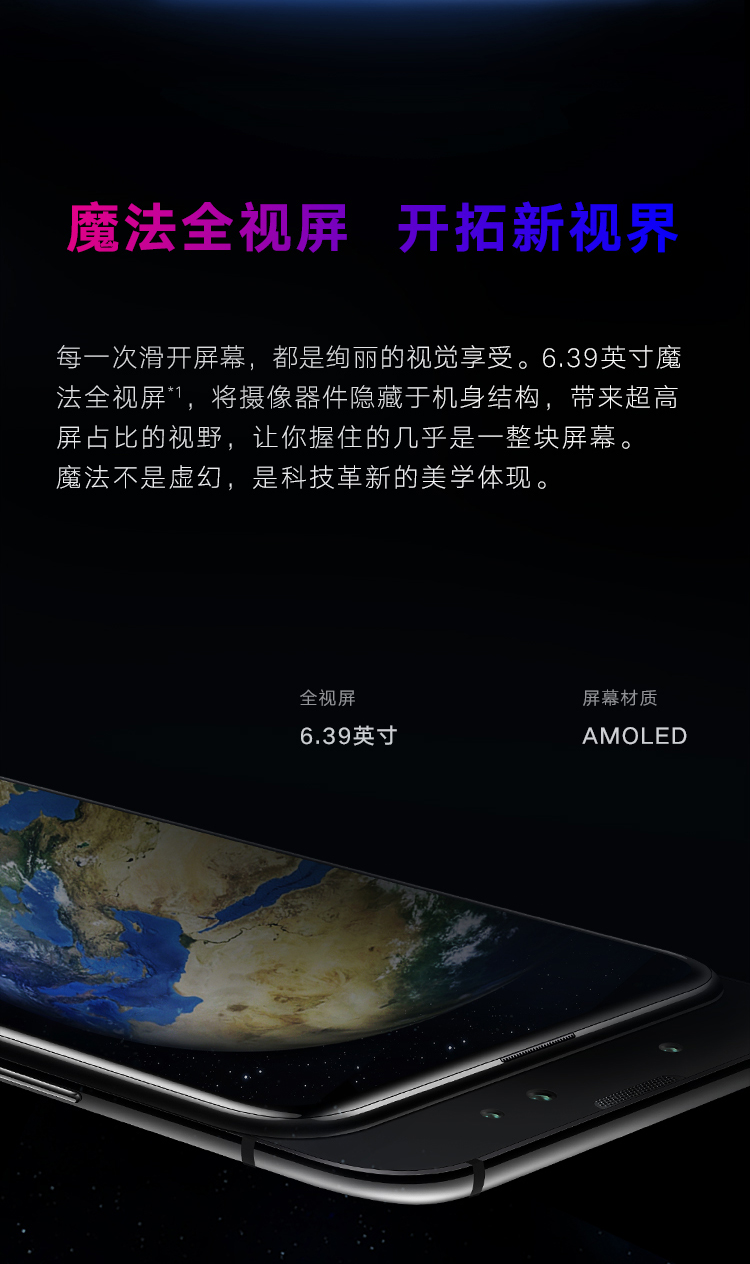 魔法全视屏 开拓新视界
每一次滑开屏幕，都是绚丽的视觉享受。6.39英寸魔
法全视屏*1，将摄像器件隐藏于机身结构，带来超高
屏占比的视野，让你握住的几乎是一整块屏幕。
魔法不是虚幻，是科技革新的美学体现。
全视屏 屏幕材质
6.39英寸 AMOLED